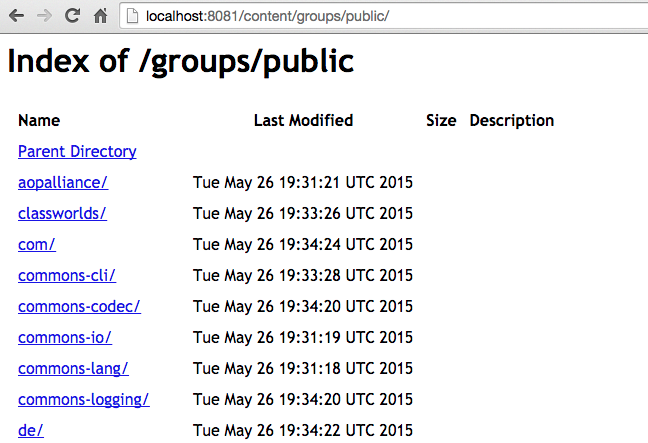 localhost:8081/content/groups/public/
Index of /groups/public
Name Last Modified Size Description
Parent Directory
aopalliance/ Tue May 26 19:31:21 UTC 2015
classworlds/ Tue May 26 19:33:26 UTC 2015
com/ Tue May 26 19:34:24 UTC 2015
commons-cli/ Tue May 26 19:33:28 UTC 2015
commons-codec/ Tue May 26 19:34:20 UTC 2015
commons-io/ Tue May 26 19:31:19 UTC 2015
commons-lang/ Tue May 26 19:31:18 UTC 2015
commons-logging/ Tue May 26 19:34:20 UTC 2015
de/ Tue May 26 19:34:22 UTC 2015